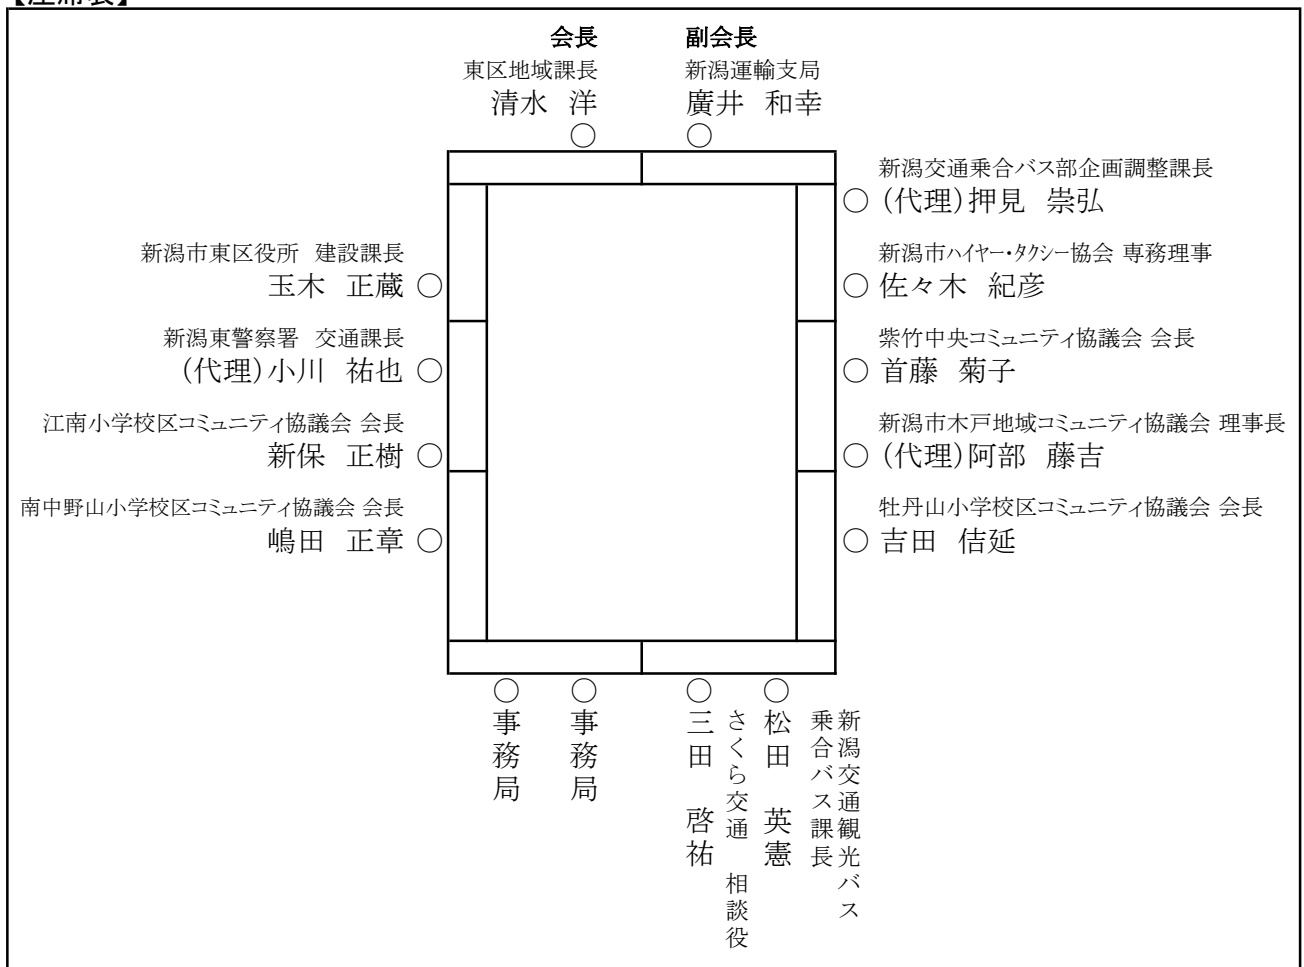 【座席表】
会長
東区地域課長
清水 洋
副会長
新潟運輸支局
廣井 和幸
新潟市東区役所 建設課長
玉木 正蔵
新潟東警察署 交通課長
(代理)小川 祐也
江南小学校区コミュニティ協議会 会長
新保 正樹
南中野山小学校区コミュニティ協議会 会長
嶋田 正章
新潟交通乗合バス部企画調整課長
(代理)押見 崇弘
新潟市ハイヤー・タクシー協会 専務理事
佐々木 紀彦
紫竹中央コミュニティ協議会 会長
首藤 菊子
新潟市木戸地域コミュニティ協議会 理事長
(代理)阿部 藤吉
牡丹山小学校区コミュニティ協議会 会長
吉田 佶延
事務局
事務局
三田 啓祐
さくら交通 相談役
松田 英憲
乗合バス課長
新潟交通観光バス